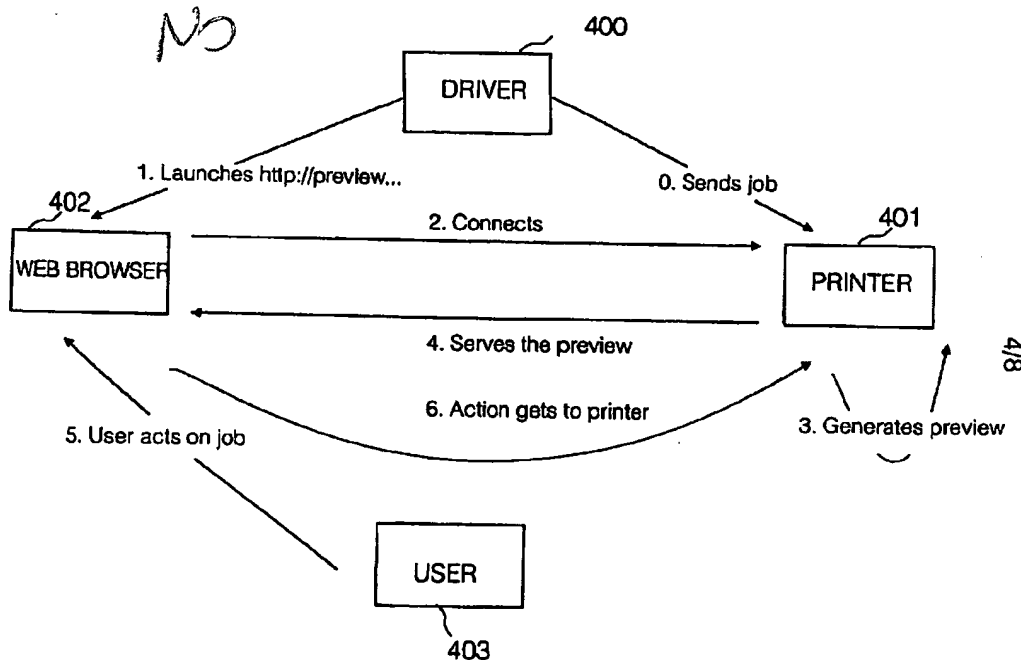 NO
400
DRIVER
1. Launches http://preview...
0. Sends job
402
2. Connects
401
WEB BROWSER
PRINTER
4. Serves the preview
4/8
6. Action gets to printer
3. Generates preview
5. User acts on job
USER
403